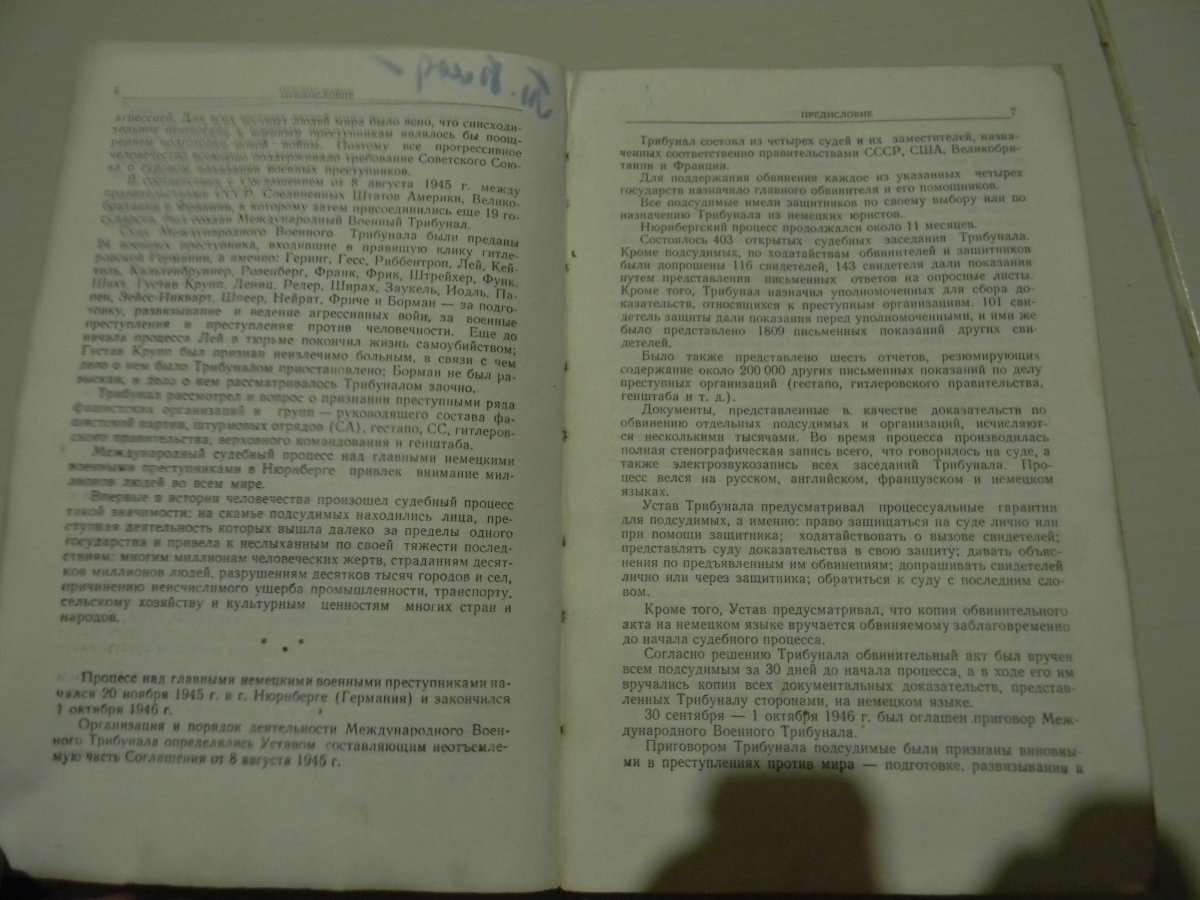 6
ПРЕДИСЛОВИЕ
агрессией. Для всех честных людей мира было ясно, что снисходи-
тельное отношение к военным преступникам являлось бы поощ-
рением подготовки новой войны. Поэтому все прогрессивное
человечество всемерно поддерживало требование Советского Сою-
за о строгом наказании военных преступников.
В соответствии с Соглашением от 8 августа 1945 г. между
правительствами СССР, Соединенных Штатов Америки, Велико-
британии и Франции, к которому затем присоединились еще 19 го-
сударств, был создан Международный Военный Трибунал.
Суду Международного Военного Трибунала были преданы
24 военных преступника, входившие в правящую клику гитле-
ровской Германии, а именно: Геринг, Гесс, Риббентроп, Лей, Кей-
тель, Кальтенбруннер, Розенберг, Франк, Фрик, Штрейхер, Функ,
Шахт, Густав Крупп, Дениц, Редер, Ширах, Заукель, Иодль, Па-
пен, Зейсс-Инкварт, Шпеер, Нейрат, Фриче и Борман — за подго-
товку, развязывание и ведение агрессивных войн, за военные
преступления и преступления против человечности. Еще до
начала процесса Лей в тюрьме покончил жизнь самоубийством;
Густав Крупп был признан неизлечимо больным, в связи с чем
дело о нем было Трибуналом приостановлено; Борман не был ра-
зыскан, и дело о нем рассматривалось Трибуналом заочно.
Трибунал рассмотрел и вопрос о признании преступными ряда
фашистских организаций и групп — руководящего состава фа-
шистской партии, штурмовых отрядов (СА), гестапо, СС, гитлеров-
ского правительства, верховного командования и генштаба.
Международный судебный процесс над главными немецкими
военными преступниками в Нюрнберге привлек внимание мил-
лионов людей во всем мире.
Впервые в истории человечества произошел судебный процесс
такой значимости: на скамье подсудимых находились лица, пре-
ступная деятельность которых вышла далеко за пределы одного
государства и привела к неслыханным по своей тяжести послед-
ствиям: многим миллионам человеческих жертв, страданиям десят-
ков миллионов людей, разрушениям десятков тысяч городов и сел,
причинению неисчислимого ущерба промышленности, транспорту,
сельскому хозяйству и культурным ценностям многих стран и
народов.
Процесс над главными немецкими военными преступниками на-
чался 20 ноября 1945 г. в г. Нюрнберге (Германия) и закончился
1 октября 1946 г.
Организация и порядок деятельности Международного Воен-
ного Трибунала определялись Уставом составляющим неотъемле-
мую часть Соглашения от 8 августа 1945 г.
ПРЕДИСЛОВИЕ 7
Трибунал состоял из четырех судей и их заместителей, назна-
ченных соответственно правительствами СССР, США, Великобри-
тании и Франции.
Для поддержания обвинения каждое из указанных четырех
государств назначило главного обвинителя и его помощников.
Все подсудимые имели защитников по своему выбору или по
назначению Трибунала из немецких юристов.
Нюрнбергский процесс продолжался около 11 месяцев.
Состоялось 403 открытых судебных заседания Трибунала.
Кроме подсудимых, по ходатайствам обвинителей и защитников
были допрошены 116 свидетелей, 143 свидетеля дали показания
путем представления письменных ответов на опросные листы.
Кроме того, Трибунал назначил уполномоченных для сбора до-
казательств, относящихся к преступным организациям. 101 сви-
детель защиты дали показания перед уполномоченными, и ими же
было представлено 1809 письменных показаний других сви-
детелей.
Было также представлено шесть отчетов, резюмирующих
содержание около 200 000 других письменных показаний по делу
преступных организаций (гестапо, гитлеровского правительства,
генштаба и т. д.).
Документы, представленные в качестве доказательств по
обвинению отдельных подсудимых и организаций, исчисляют-
ся несколькими тысячами. Во время процесса производилась
полная стенографическая запись всего, что говорилось на суде, а
также электрозвукозапись всех заседаний Трибунала. Про-
цесс велся на русском, английском, французском и немецком
языках.
Устав Трибунала предусматривал процессуальные гарантии
для подсудимых, а именно: право защищаться на суде лично или
при помощи защитника; ходатайствовать о вызове свидетелей;
представлять суду доказательства в свою защиту; давать объяс-
нения по предъявленным им обвинениям; допрашивать свидетелей
лично или через защитника; обратиться к суду с последним сло-
вом.
Кроме того, Устав предусматривал, что копия обвинительного
акта на немецком языке вручается обвиняемому заблаговременно
до начала судебного процесса.
Согласно решению Трибунала обвинительный акт был вручен
всем подсудимым за 30 дней до начала процесса, а в ходе его им
вручались копии всех документальных доказательств, представ-
ленных Трибуналу сторонами, на немецком языке.
30 сентября — 1 октября 1946 г. был оглашен приговор Меж-
дународного Военного Трибунала.
Приговором Трибунала подсудимые были признаны виновны-
ми в преступлениях против мира — подготовке, развязывании и